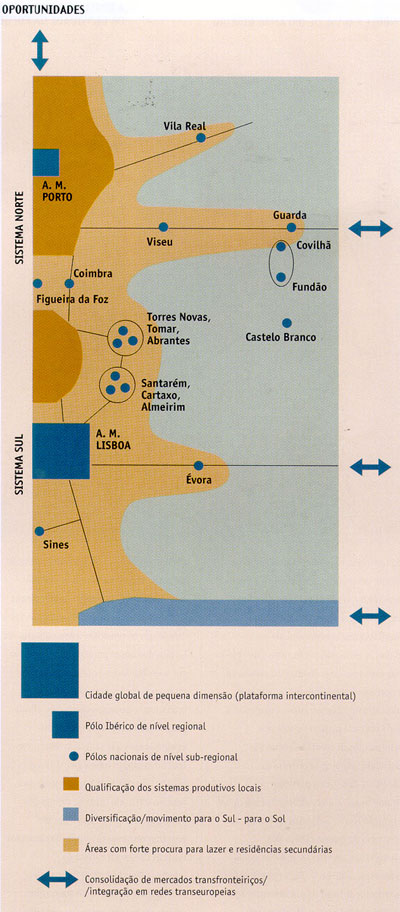 OPORTUNIDADES
SISTEMA NORTE
Vila Real
A. M.
PORTO
Guarda
Viseu
Covilhã
Coimbra
Fundão
Figueira da Foz
Torres Novas,
Tomar,
Abrantes
Castelo Branco
Santarém,
Cartaxo,
Almeirim
SISTEMA SUL
A. M.
LISBOA
Évora
Sines
Cidade global de pequena dimensão (plataforma intercontinental)
Pólo Ibérico de nível regional
Pólos nacionais de nível sub-regional
Qualificação dos sistemas produtivos locais
Diversificação/movimento para o Sul - para o Sol
Áreas com forte procura para lazer e residências secundárias
Consolidação de mercados transfronteiriços/
/integração em redes transeuropeias